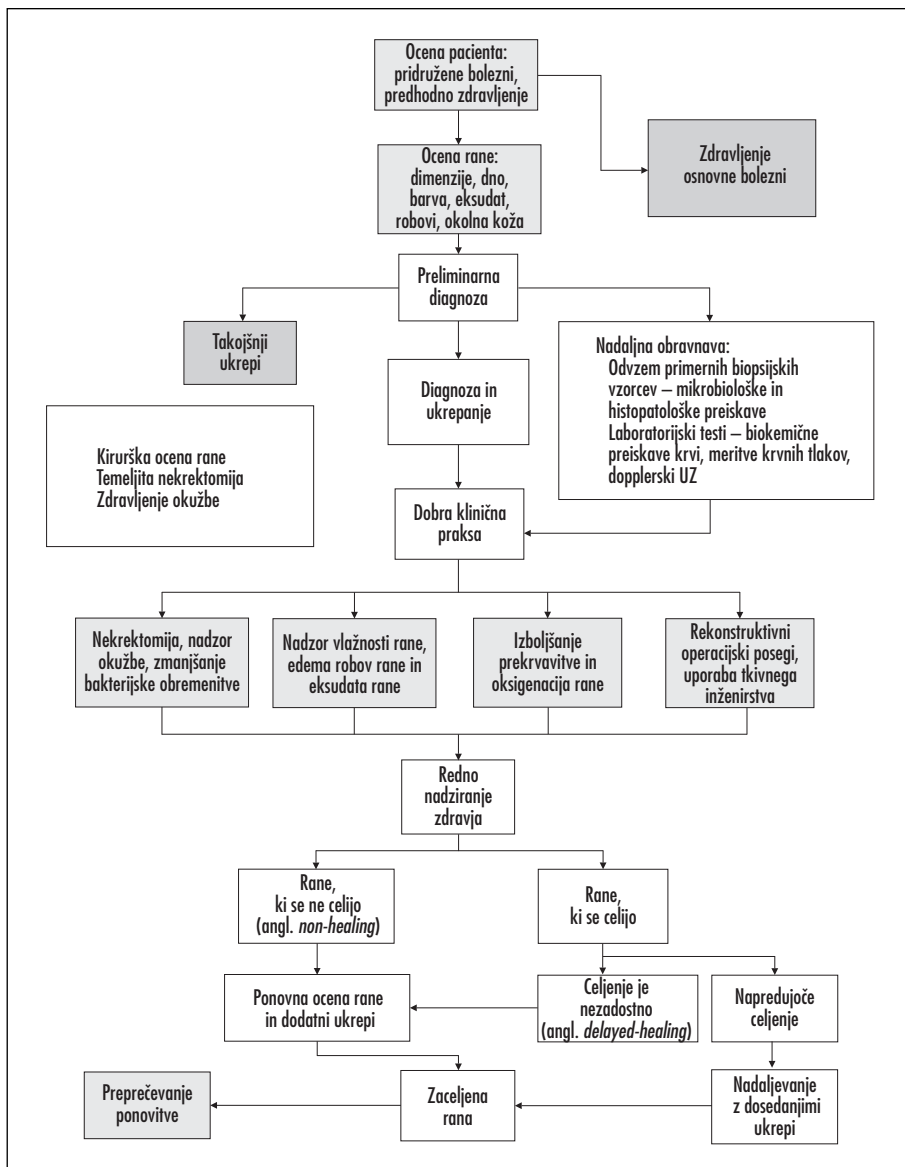 Ocena pacienta:
pridružene bolezni,
predhodno zdravljenje
Zdravljenje
osnovne bolezni
Ocena rane:
dimenzije, dno,
barva, eksudat,
robovi, okolna koža
Preliminarna
diagnoza
Takojšnji
ukrepi
Nadaljna obravnava:
Odvzem primernih biopsijskih
vzorcev – mikrobiološke in
histopatološke preiskave
Laboratorijski testi – biokemične
preiskave krvi, meritve krvnih tlakov,
dopplerski UZ
Diagnoza in
ukrepanje
Kirurška ocena rane
Temeljita nekrektomija
Zdravljenje okužbe
Dobra klinična
praksa
Nekrektomija, nadzor
okužbe, zmanjšanje
bakterijske obremenitve
Nadzor vlažnosti rane,
edema robov rane in
eksudata rane
Izboljšanje
prekrvavitve in
oksigenacija rane
Rekonstruktivni
operacijski posegi,
uporaba tkivnega
inženirstva
Redno
nadziranje
zdravja
Rane,
ki se ne celijo
(angl. non-healing)
Rane,
ki se celijo
Ponovna ocena rane
in dodatni ukrepi
Celjenje je
nezadostno
(angl. delayed-healing)
Napredujoče
celjenje
Preprečevanje
ponovitve
Zaceljena
rana
Nadaljevanje
z dosedanjimi
ukrepi